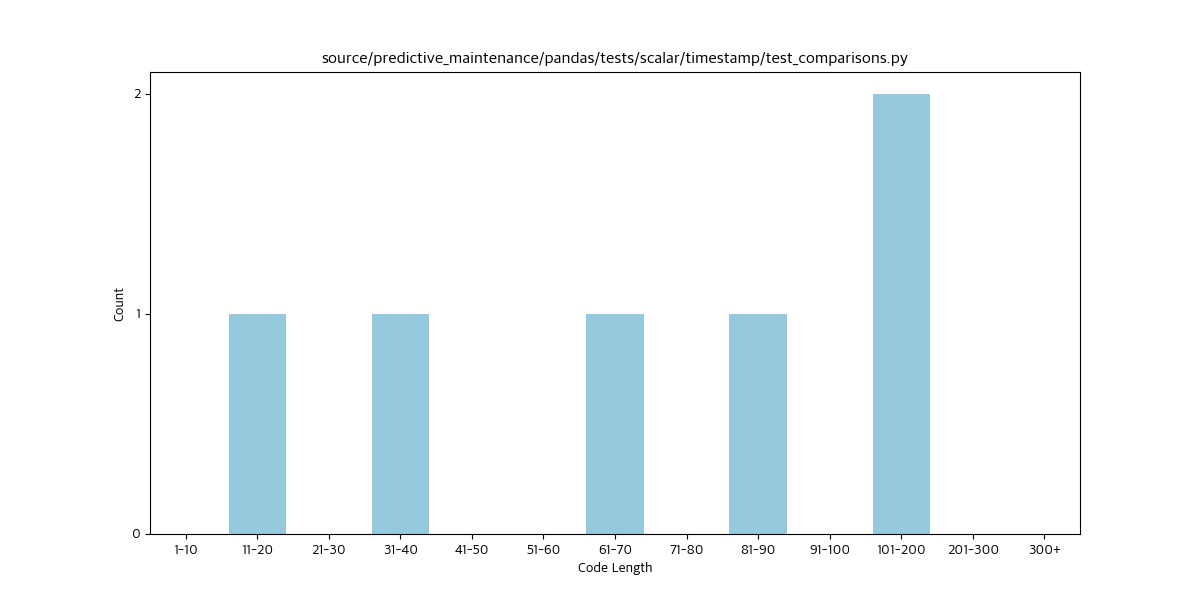 source/predictive_maintenance/pandas/tests/scalar/timestamp/test_comparisons.py
2
1
0
Count
1-10 11-20 21-30 31-40 41-50 51-60 61-70 71-80 81-90 91-100 101-200 201-300 300+
Code Length